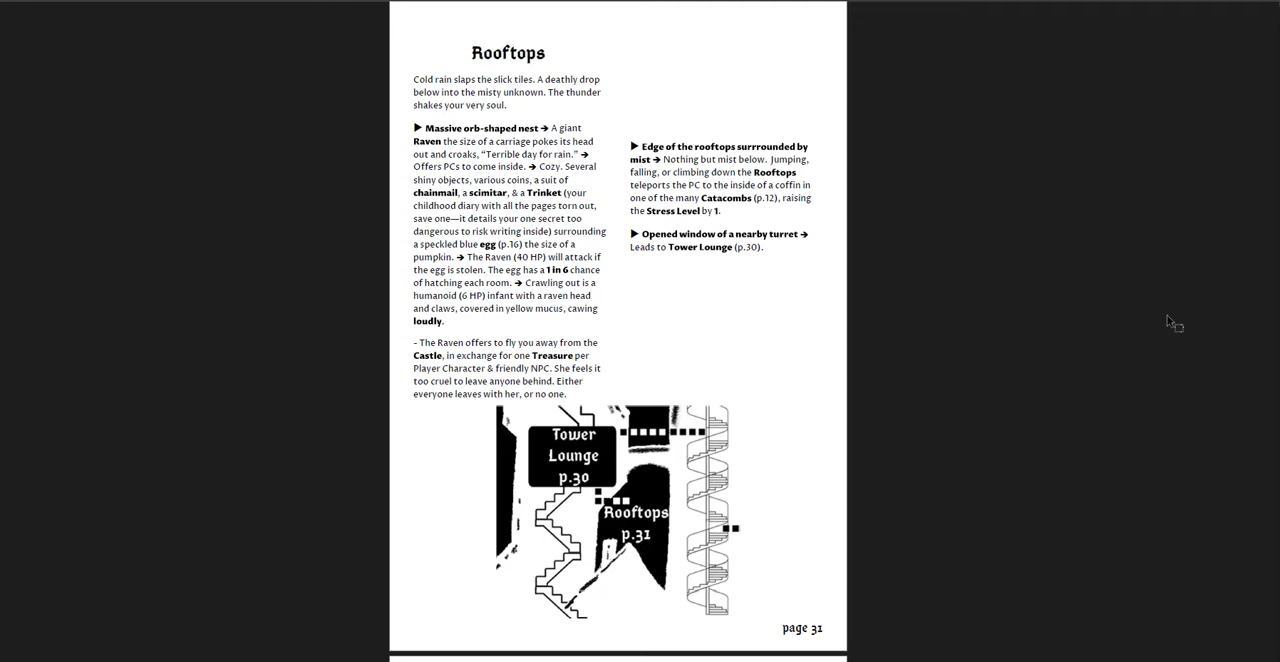 Rooftops
Cold rain slaps the slick tiles. A deathly drop
below into the misty unknown. The thunder
shakes your very soul.
▶ Massive orb-shaped nest → A giant
Raven the size of a carriage pokes its head
out and croaks, “Terrible day for rain.” →
Offers PCs to come inside. → Cozy. Several
shiny objects, various coins, a suit of
chainmail, a scimitar, & a Trinket (your
childhood diary with all the pages torn out,
save one—it details your one secret too
dangerous to risk writing inside) surrounding
a speckled blue egg (p.16) the size of a
pumpkin. → The Raven (40 HP) will attack if
the egg is stolen. The egg has a 1 in 6 chance
of hatching each room. → Crawling out is a
humanoid (6 HP) infant with a raven head
and claws, covered in yellow mucus, cawing
loudly.
- The Raven offers to fly you away from the
Castle, in exchange for one Treasure per
Player Character & friendly NPC. She feels it
too cruel to leave anyone behind. Either
everyone leaves with her, or no one.
▶ Edge of the rooftops surrrounded by
mist → Nothing but mist below. Jumping,
falling, or climbing down the Rooftops
teleports the PC to the inside of a coffin in
one of the many Catacombs (p.12), raising
the Stress Level by 1.
▶ Opened window of a nearby turret →
Leads to Tower Lounge (p.30).
Tower
Lounge
p.30
Rooftops
p.31
page 31